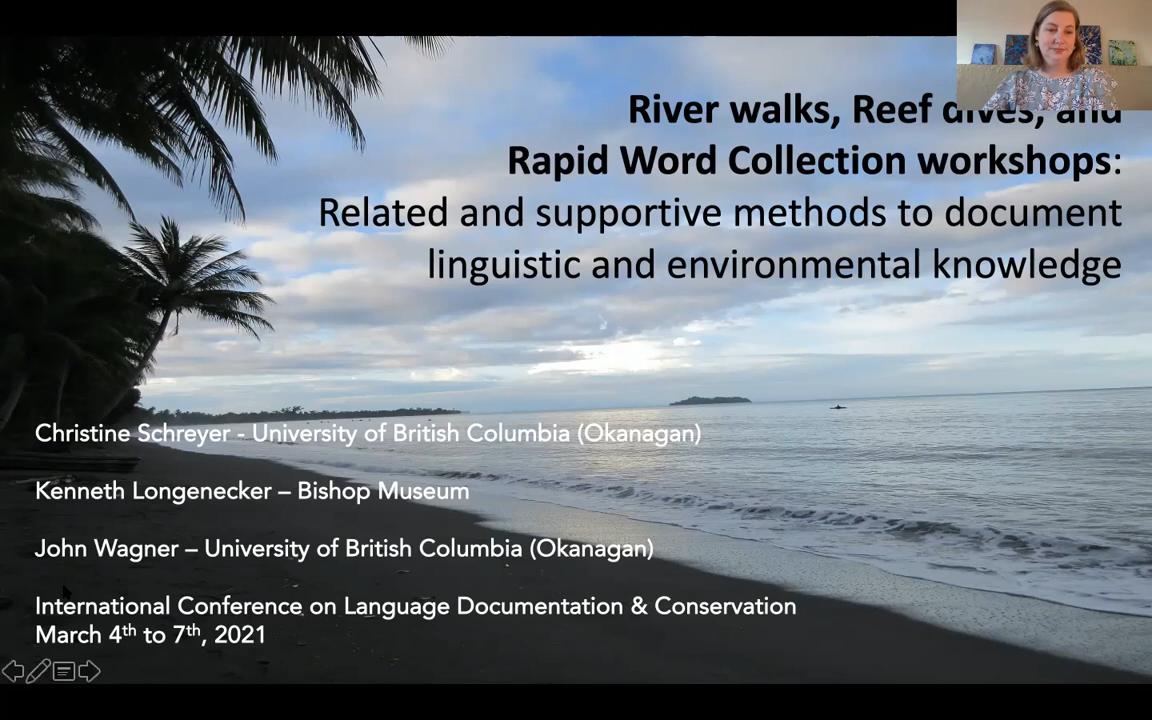 River walks, Reef dives, and
Rapid Word Collection workshops:
Related and supportive methods to document
linguistic and environmental knowledge
Christine Schreyer - University of British Columbia (Okanagan)
Kenneth Longenecker – Bishop Museum
John Wagner – University of British Columbia (Okanagan)
International Conference on Language Documentation & Conservation
March 4th to 7th, 2021